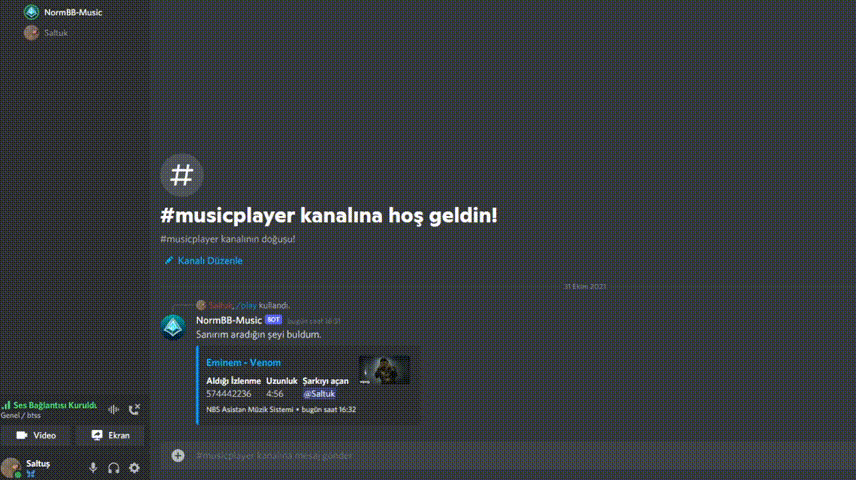 NormBB-Music
Saltuk
#musicplayer kanalına hoş geldin!
#musicplayer kanalının doğuşu!
Kanalı Düzenle
31 Ekim 2021
Saltuk, /play kullandı.
NormBB-Music BOT bugün saat 16:31
Sanırım aradığın şeyi buldum.
Eminem - Venom
Aldığı İzlenme Uzunluk Şarkıyı açan
574442236 4:56 @Saltuk
NBS Asistan Müzik Sistemi • bugün saat 16:32
Ses Bağlantısı Kuruldu
Genel / btss
Video Ekran
Saltuş
#musicplayer kanalına mesaj gönder